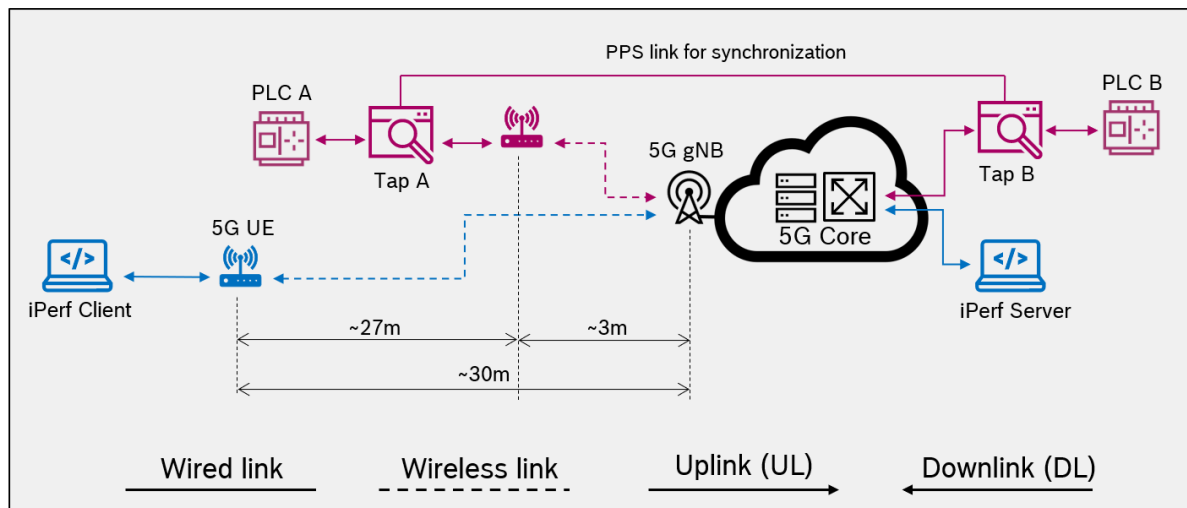 PPS link for synchronization
PLC A
PLC B
Tap A
5G gNB
Tap B
5G UE
5G Core
</>
</>
iPerf Client
iPerf Server
~27m
~3m
~30m
Wired link
Wireless link
Uplink (UL)
Downlink (DL)